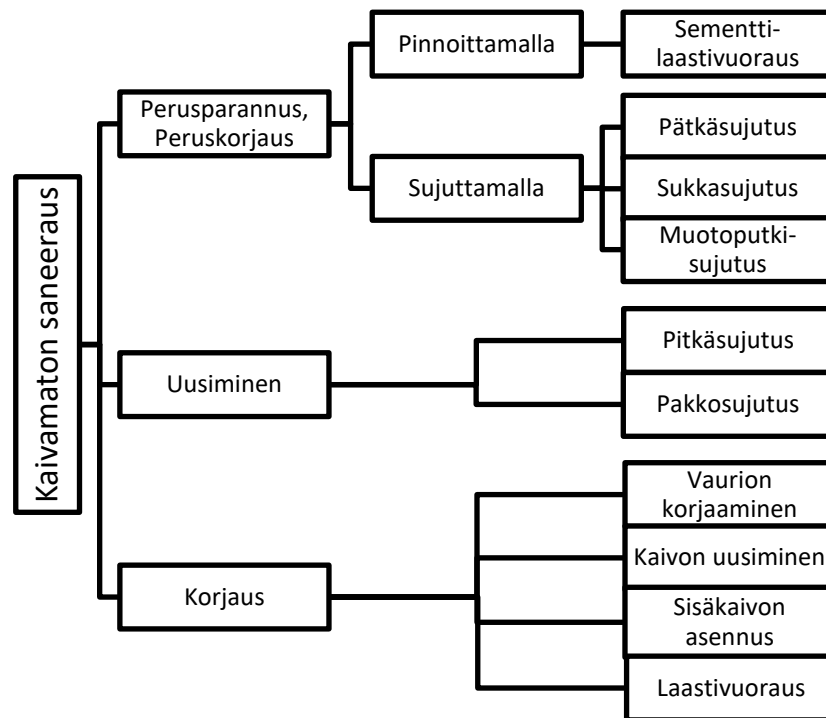 Kaivamaton saneeraus
Perusparannus,
Peruskorjaus
Pinnoittamalla
Sementti-
laastivuoraus
Sujuttamalla
Pätkäsujutus
Sukkasujutus
Muotoputki-
sujutus
Uusiminen
Pitkäsujutus
Pakkosujutus
Korjaus
Vaurion
korjaaminen
Kaivon uusiminen
Sisäkaivon
asennus
Laastivuoraus